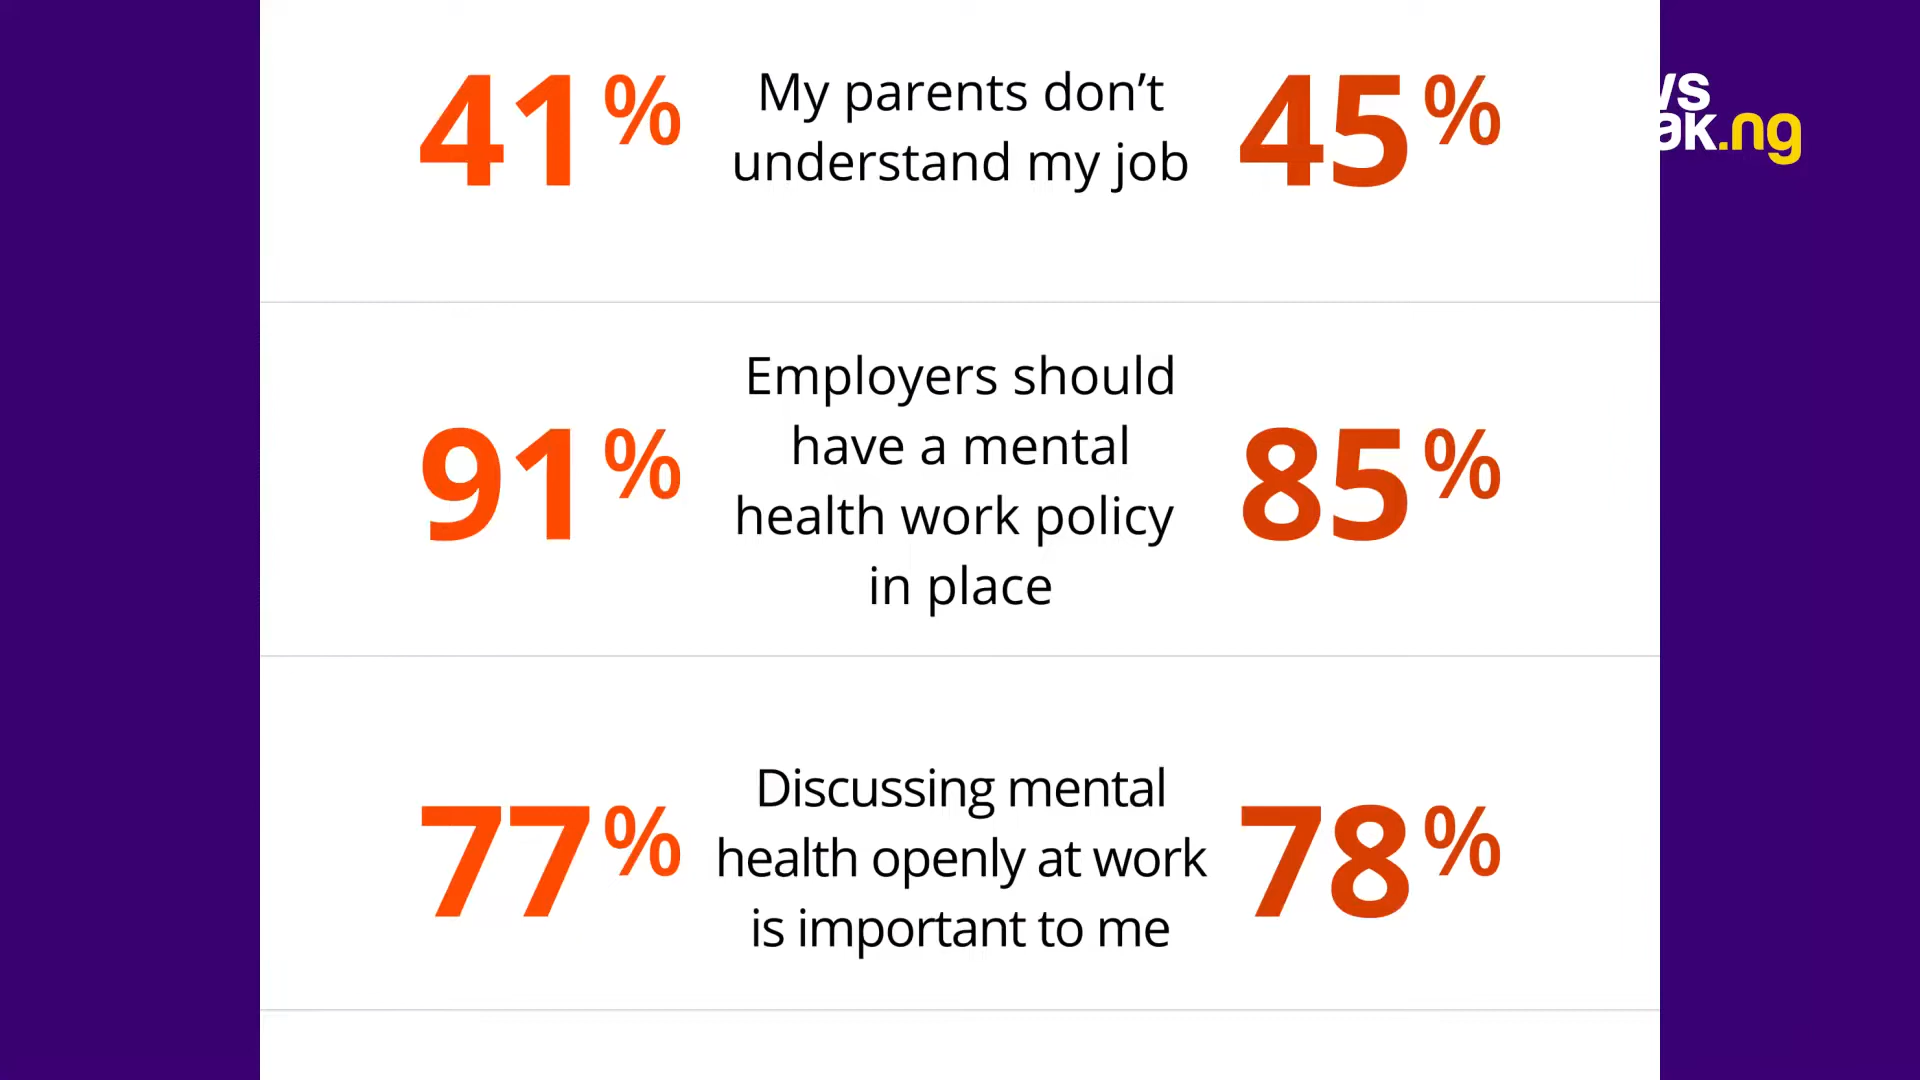 41%
My parents don’t
understand my job
45%
91%
Employers should
have a mental
health work policy
in place
85%
77%
Discussing mental
health openly at work
is important to me
78%
.ng